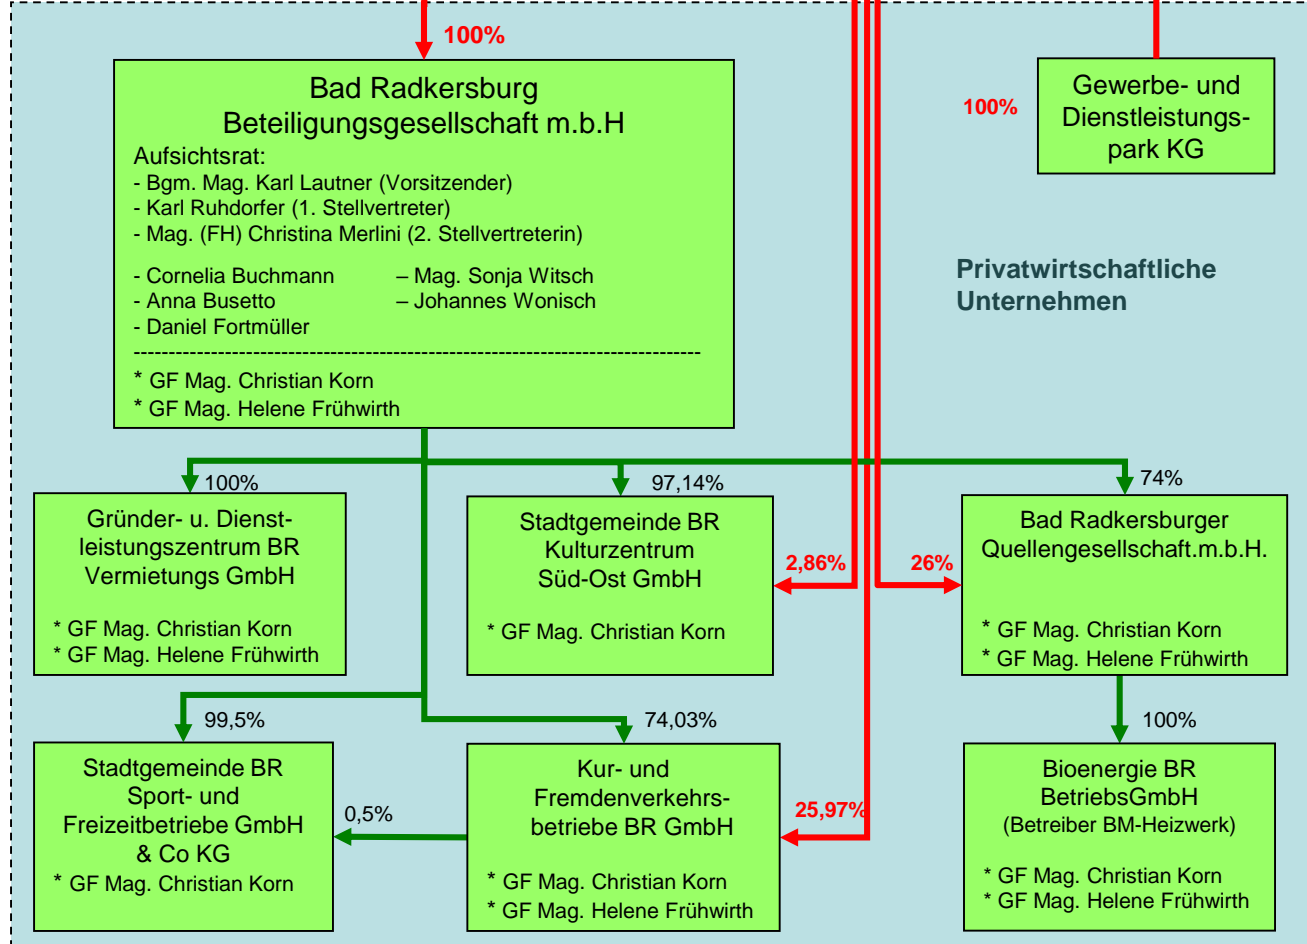 100%
Bad Radkersburg
Beteiligungsgesellschaft m.b.H
Aufsichtsrat:
- Bgm. Mag. Karl Lautner (Vorsitzender)
- Karl Ruhdorfer (1. Stellvertreter)
- Mag. (FH) Christina Merlini (2. Stellvertreterin)
- Cornelia Buchmann – Mag. Sonja Witsch
- Anna Busetto – Johannes Wonisch
- Daniel Fortmüller
---------------------------------------------------------------------------------
* GF Mag. Christian Korn
* GF Mag. Helene Frühwirth
100%
Gewerbe- und
Dienstleistungs-
park KG
Privatwirtschaftliche
Unternehmen
100%
Gründer- u. Dienst-
leistungszentrum BR
Vermietungs GmbH
* GF Mag. Christian Korn
* GF Mag. Helene Frühwirth
97,14%
Stadtgemeinde BR
Kulturzentrum
Süd-Ost GmbH
* GF Mag. Christian Korn
2,86%
26%
74%
Bad Radkersburger
Quellengesellschaft.m.b.H.
* GF Mag. Christian Korn
* GF Mag. Helene Frühwirth
99,5%
Stadtgemeinde BR
Sport- und
Freizeitbetriebe GmbH
& Co KG
* GF Mag. Christian Korn
0,5%
74,03%
Kur- und
Fremdenverkehrs-
betriebe BR GmbH
* GF Mag. Christian Korn
* GF Mag. Helene Frühwirth
25,97%
100%
Bioenergie BR
BetriebsGmbH
(Betreiber BM-Heizwerk)
* GF Mag. Christian Korn
* GF Mag. Helene Frühwirth